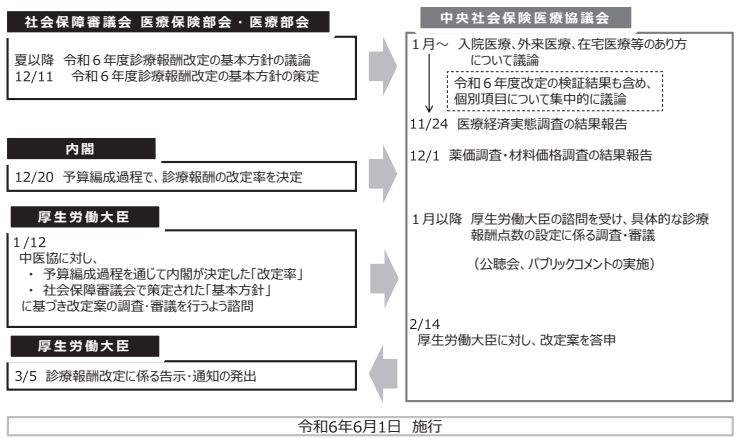 社会保障審議会 医療保険部会・医療部会
夏以降 令和6年度診療報酬改定の基本方針の議論
12/11 令和6年度診療報酬改定の基本方針の策定
内閣
12/20 予算編成過程で、診療報酬の改定率を決定
厚生労働大臣
1/12
中医協に対し、
・ 予算編成過程を通じて内閣が決定した「改定率」
・ 社会保障審議会で策定された「基本方針」
に基づき改定案の調査・審議を行うよう諮問
厚生労働大臣
3/5 診療報酬改定に係る告示・通知の発出
中央社会保険医療協議会
1月～ 入院医療、外来医療、在宅医療等のあり方
について議論
令和6年度改定の検証結果も含め、
個別項目について集中的に議論
11/24 医療経済実態調査の結果報告
12/1 薬価調査・材料価格調査の結果報告
1月以降 厚生労働大臣の諮問を受け、具体的な診療
報酬点数の設定に係る調査・審議
（公聴会、パブリックコメントの実施）
2/14
厚生労働大臣に対し、改定案を答申
令和6年6月1日 施行